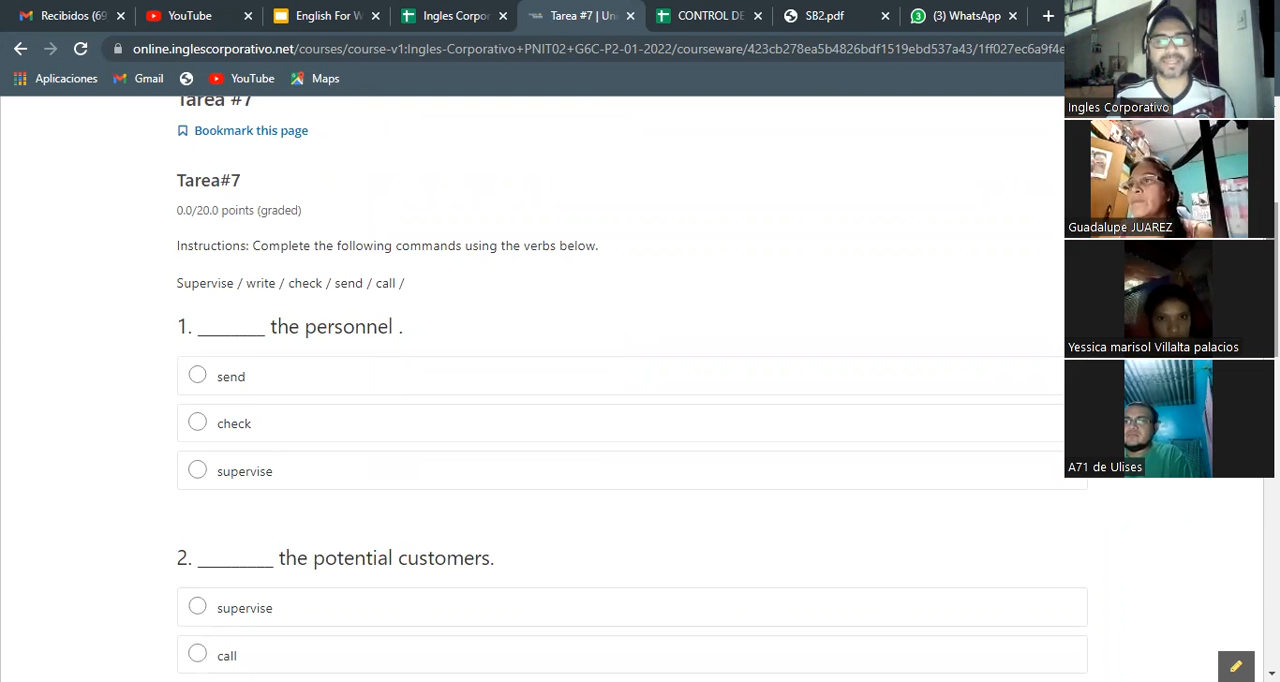 Recibidos (69
YouTube
English For W
Ingles Corpor
Tarea #7 | Uni
CONTROL DE
SB2.pdf
(3) WhatsApp
online.inglescorporativo.net/courses/course-v1:Ingles-Corporativo+PNIT02+G6C-P2-01-2022/courseware/423cb278ea5b4826bdf1519ebd537a43/1ff027ec6a9f4e
Aplicaciones
Gmail
YouTube
Maps
Tarea #7
Bookmark this page
Tarea#7
0.0/20.0 points (graded)
Instructions: Complete the following commands using the verbs below.
Supervise / write / check / send / call /
1. _______ the personnel .
send
check
supervise
2. ________ the potential customers.
supervise
call
Ingles Corporativo
Guadalupe JUAREZ
Yessica marisol Villalta palacios
A71 de Ulises